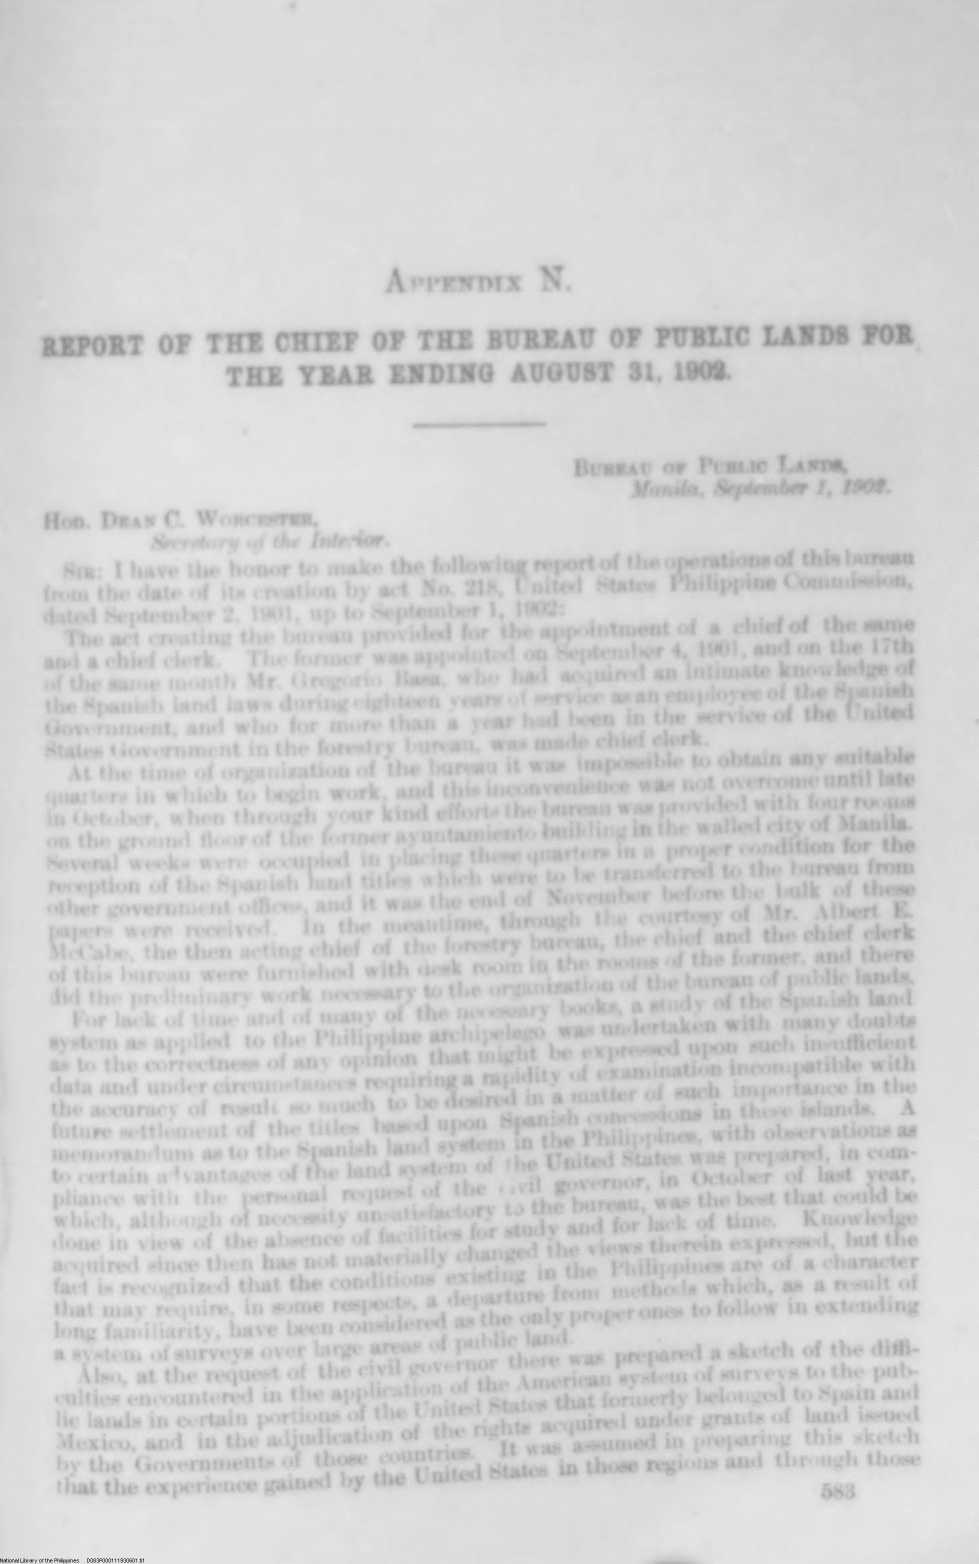 APPENDIX N.
REPORT OF THE CHIEF OF THE BUREAU OF PUBLIC LANDS FOR
THE YEAR ENDING AUGUST 31, 1902.
BUREAU OF PUBLIC LANDS,
Manila, September 1, 1902.
Hon. DEAN C. WORCESTER,
Secretary of the Interior.
SIR: I have the honor to make the following report of the operations of this bureau
from the date of its creation by act No. 218, United States Philippine Commission,
dated September 2, 1901, up to September 1, 1902:
The act creating the bureau provided for the appointment of a chief of the same
and a chief clerk. The former was appointed on September 4, 1901, and on the 17th
of the same month Mr. Gregorio Basa, who had acquired an intimate knowledge of
the Spanish land laws during eighteen years of service as an employee of the Spanish
Government, and who for more than a year had been in the service of the United
States Government in the forestry bureau, was made chief clerk.
At the time of organization of the bureau it was impossible to obtain any suitable
quarters in which to begin work, and this inconvenience was not overcome until late
in October, when through your kind efforts the bureau was provided with four rooms
on the ground floor of the former ayuntamiento building in the walled city of Manila.
Several weeks were occupied in placing these quarters in a proper condition for the
reception of the Spanish land titles which were to be transferred to the bureau from
other government offices, and it was the end of November before the bulk of these
papers were received. In the meantime, through the courtesy of Mr. Albert E.
McCabe, the then acting chief of the forestry bureau, the chief and the chief clerk
of this bureau were furnished with desk room in the rooms of the former, and there
did the preliminary work necessary to the organization of the bureau of public lands.
For lack of time and of many of the necessary books, a study of the Spanish land
system as applied to the Philippine archipelago was undertaken with many doubts
as to the correctness of any opinion that might be expressed upon such insufficient
data and under circumstances requiring a rapidity of examination incompatible with
the accuracy of result so much to be desired in a matter of such importance in the
future settlement of the titles based upon Spanish concessions in these islands. A
memorandum as to the Spanish land system in the Philippines, with observations as
to certain advantages of the land system of the United States was prepared, in com-
pliance with the personal request of the civil governor, in October of last year,
which, although of necessity unsatisfactory to the bureau, was the best that could be
done in view of the absence of facilities for study and for lack of time. Knowledge
acquired since then has not materially changed the views therein expressed, but the
fact is recognized that the conditions existing in the Philippines are of a character
that may require, in some respects, a departure from methods which, as a result of
long familiarity, have been considered as the only proper ones to follow in extending
a system of surveys over large areas of public land.
Also, at the request of the civil governor there was prepared a sketch of the diffi-
culties encountered in the application of the American system of surveys to the pub-
lic lands in certain portions of the United States that formerly belonged to Spain and
Mexico, and in the adjudication of the rights acquired under grants of land issued
by the Governments of those countries. It was assumed in preparing this sketch
that the experience gained by the United States in those regions and through those
583
National Library of the Philippines